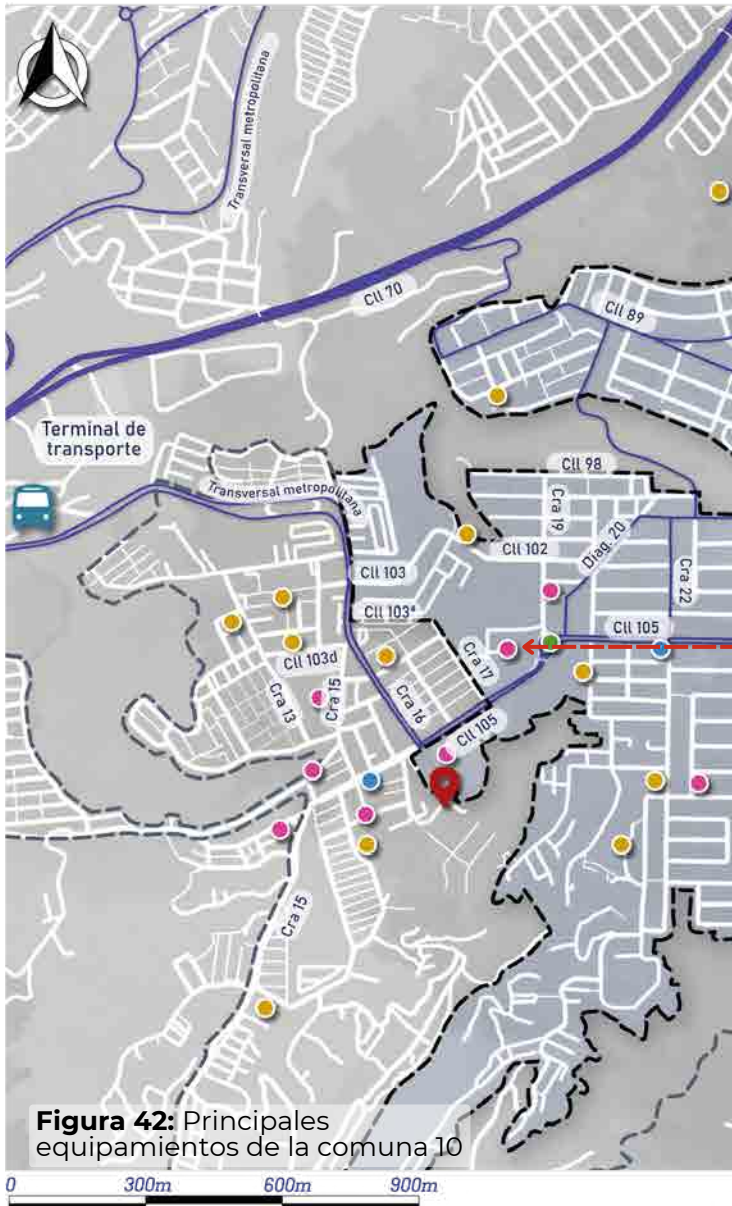 Transversal metropolitana
Cll 70
Cll 89
Terminal de
transporte
Transversal metropolitana
Cll 98
Cra 19
Diag. 20
Cll 102
Cra 22
Cll 103
Cll 103ª
Cll 105
Cll 103d
Cra 17
Cra 15
Cra 16
Cra 13
Cll 105
Cra 15
Figura 42: Principales
equipamientos de la comuna 10
0 300m 600m 900m